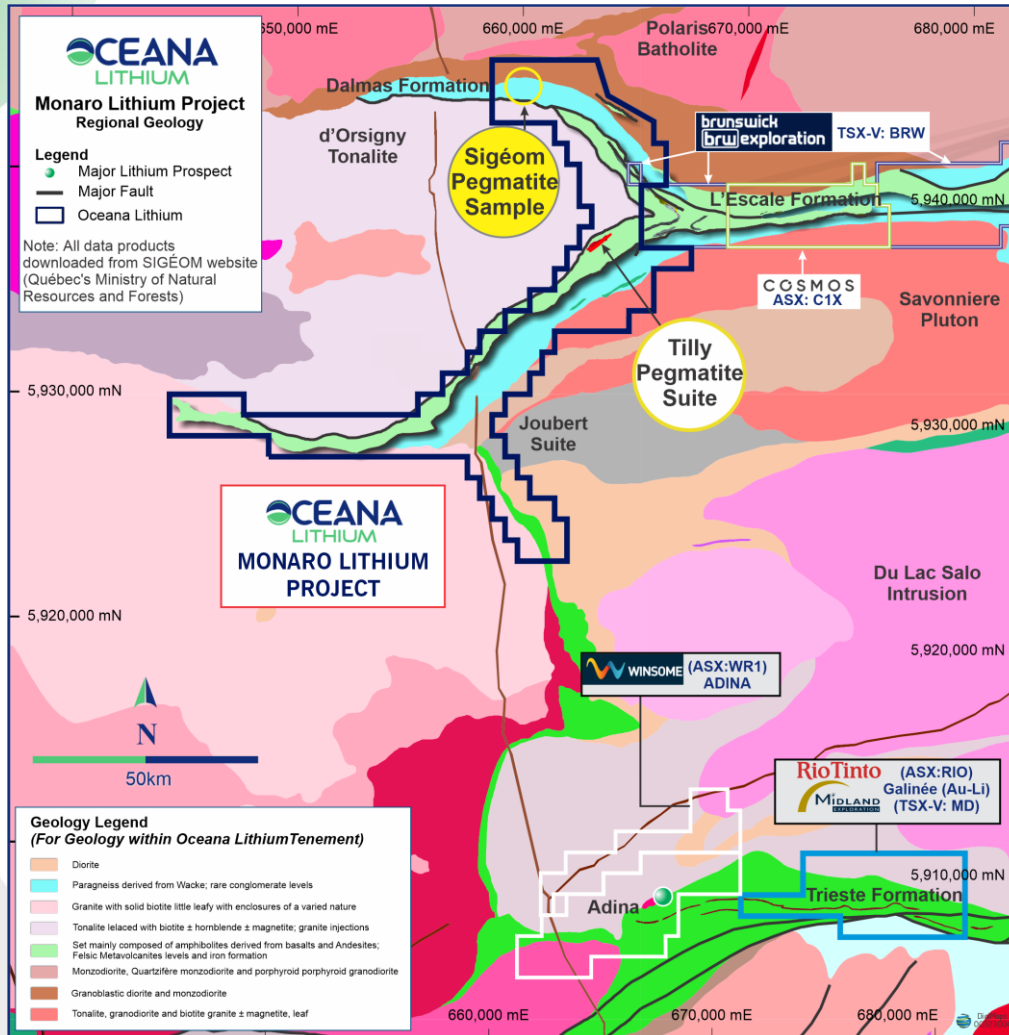 OCEANA
LITHIUM
Monaro Lithium Project
Regional Geology
Legend
Major Lithium Prospect
Major Fault
Oceana Lithium
Note: All data products
downloaded from SIGÉOM website
(Québec's Ministry of Natural
Resources and Forests)
650,000 mE
660,000 mE
670,000 mE
680,000 mE
Polaris
Batholite
Dalmas Formation
d'Orsigny
Tonalite
Sigéom
Pegmatite
Sample
brunswick
brw exploration
TSX-V: BRW
L'Escale Formation
5,940,000 mN
COSMOS
ASX: C1X
Savonniere
Pluton
Tilly
Pegmatite
Suite
5,930,000 mN
5,930,000 mN
Joubert
Suite
OCEANA
LITHIUM
MONARO LITHIUM
PROJECT
Du Lac Salo
Intrusion
5,920,000 mN
5,920,000 mN
WINSOME
(ASX:WR1)
ADINA
N
50km
RioTinto
MIDLAND
EXPLORATION
(ASX:RIO)
Galinée (Au-Li)
(TSX-V: MD)
5,910,000 mN
Adina
Trieste Formation
Geology Legend
(For Geology within Oceana LithiumTenement)
Diorite
Paragneiss derived from Wacke; rare conglomerate levels
Granite with solid biotite little leafy with enclosures of a varied nature
Tonalite lelaced with biotite ± hornblende ± magnetite; granite injections
Set mainly composed of amphibolites derived from basalts and Andesites;
Felsic Metavolcanites levels and iron formation
Monzodiorite, Quartzifère monzodiorite and porphyroid porphyroid granodiorite
Granoblastic diorite and monzodiorite
Tonalite, granodiorite and biotite granite ± magnetite, leaf
660,000 mE
670,000 mE
680,000 mE